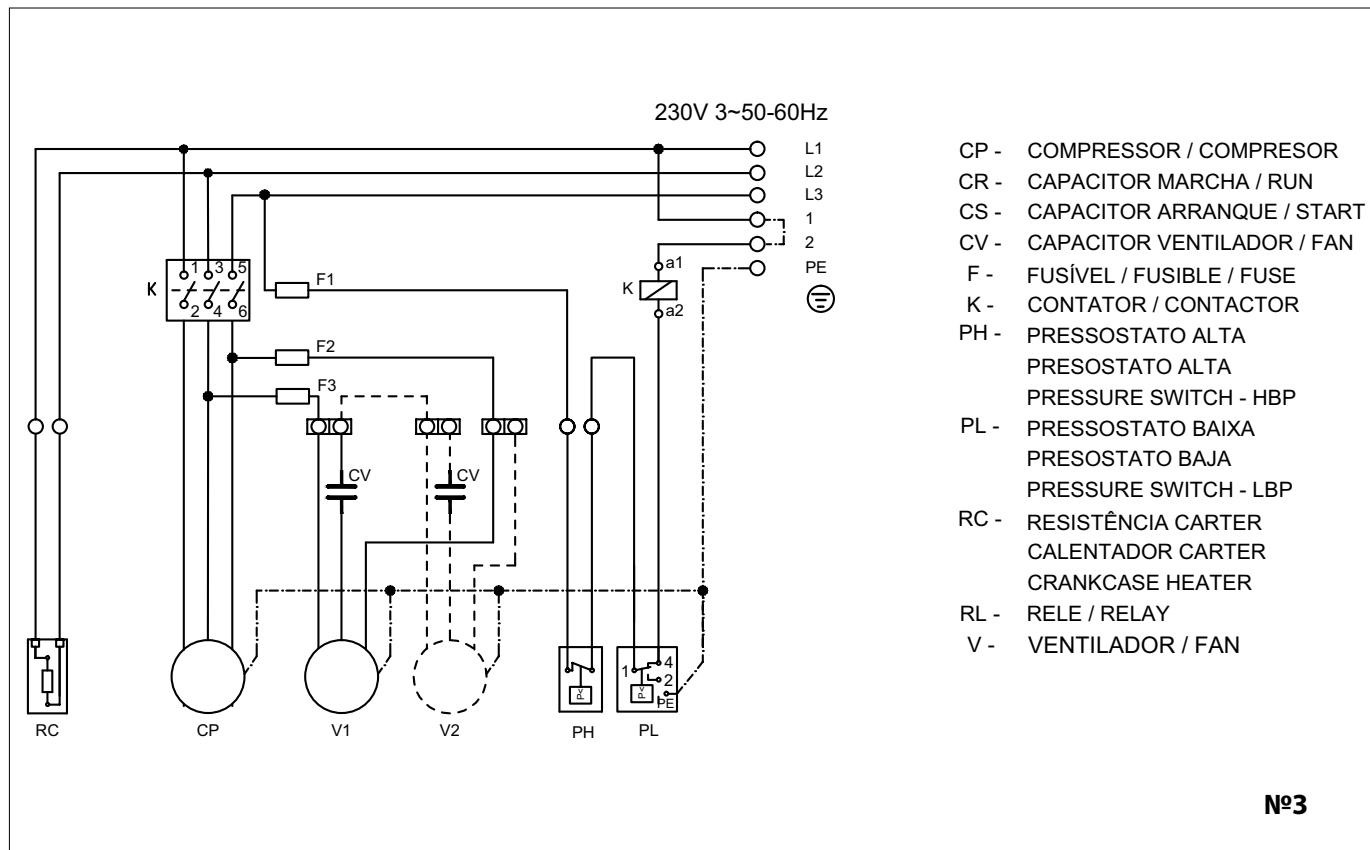 230V 3~50-60Hz
L1
L2
L3
1
2
PE
K
1 3 5
2 4 6
F1
F2
F3
K
a1
a2
CV
CV
1
4
2
PE
P<
P<
RC
CP
V1
V2
PH
PL
CP - COMPRESSOR / COMPRESOR
CR - CAPACITOR MARCHA / RUN
CS - CAPACITOR ARRANQUE / START
CV - CAPACITOR VENTILADOR / FAN
F - FUSÍVEL / FUSIBLE / FUSE
K - CONTATOR / CONTACTOR
PH - PRESSOSTATO ALTA
PRESOSTATO ALTA
PRESSURE SWITCH - HBP
PL - PRESSOSTATO BAIXA
PRESOSTATO BAJA
PRESSURE SWITCH - LBP
RC - RESISTÊNCIA CARTER
CALENTADOR CARTER
CRANKCASE HEATER
RL - RELE / RELAY
V - VENTILADOR / FAN
Nº3